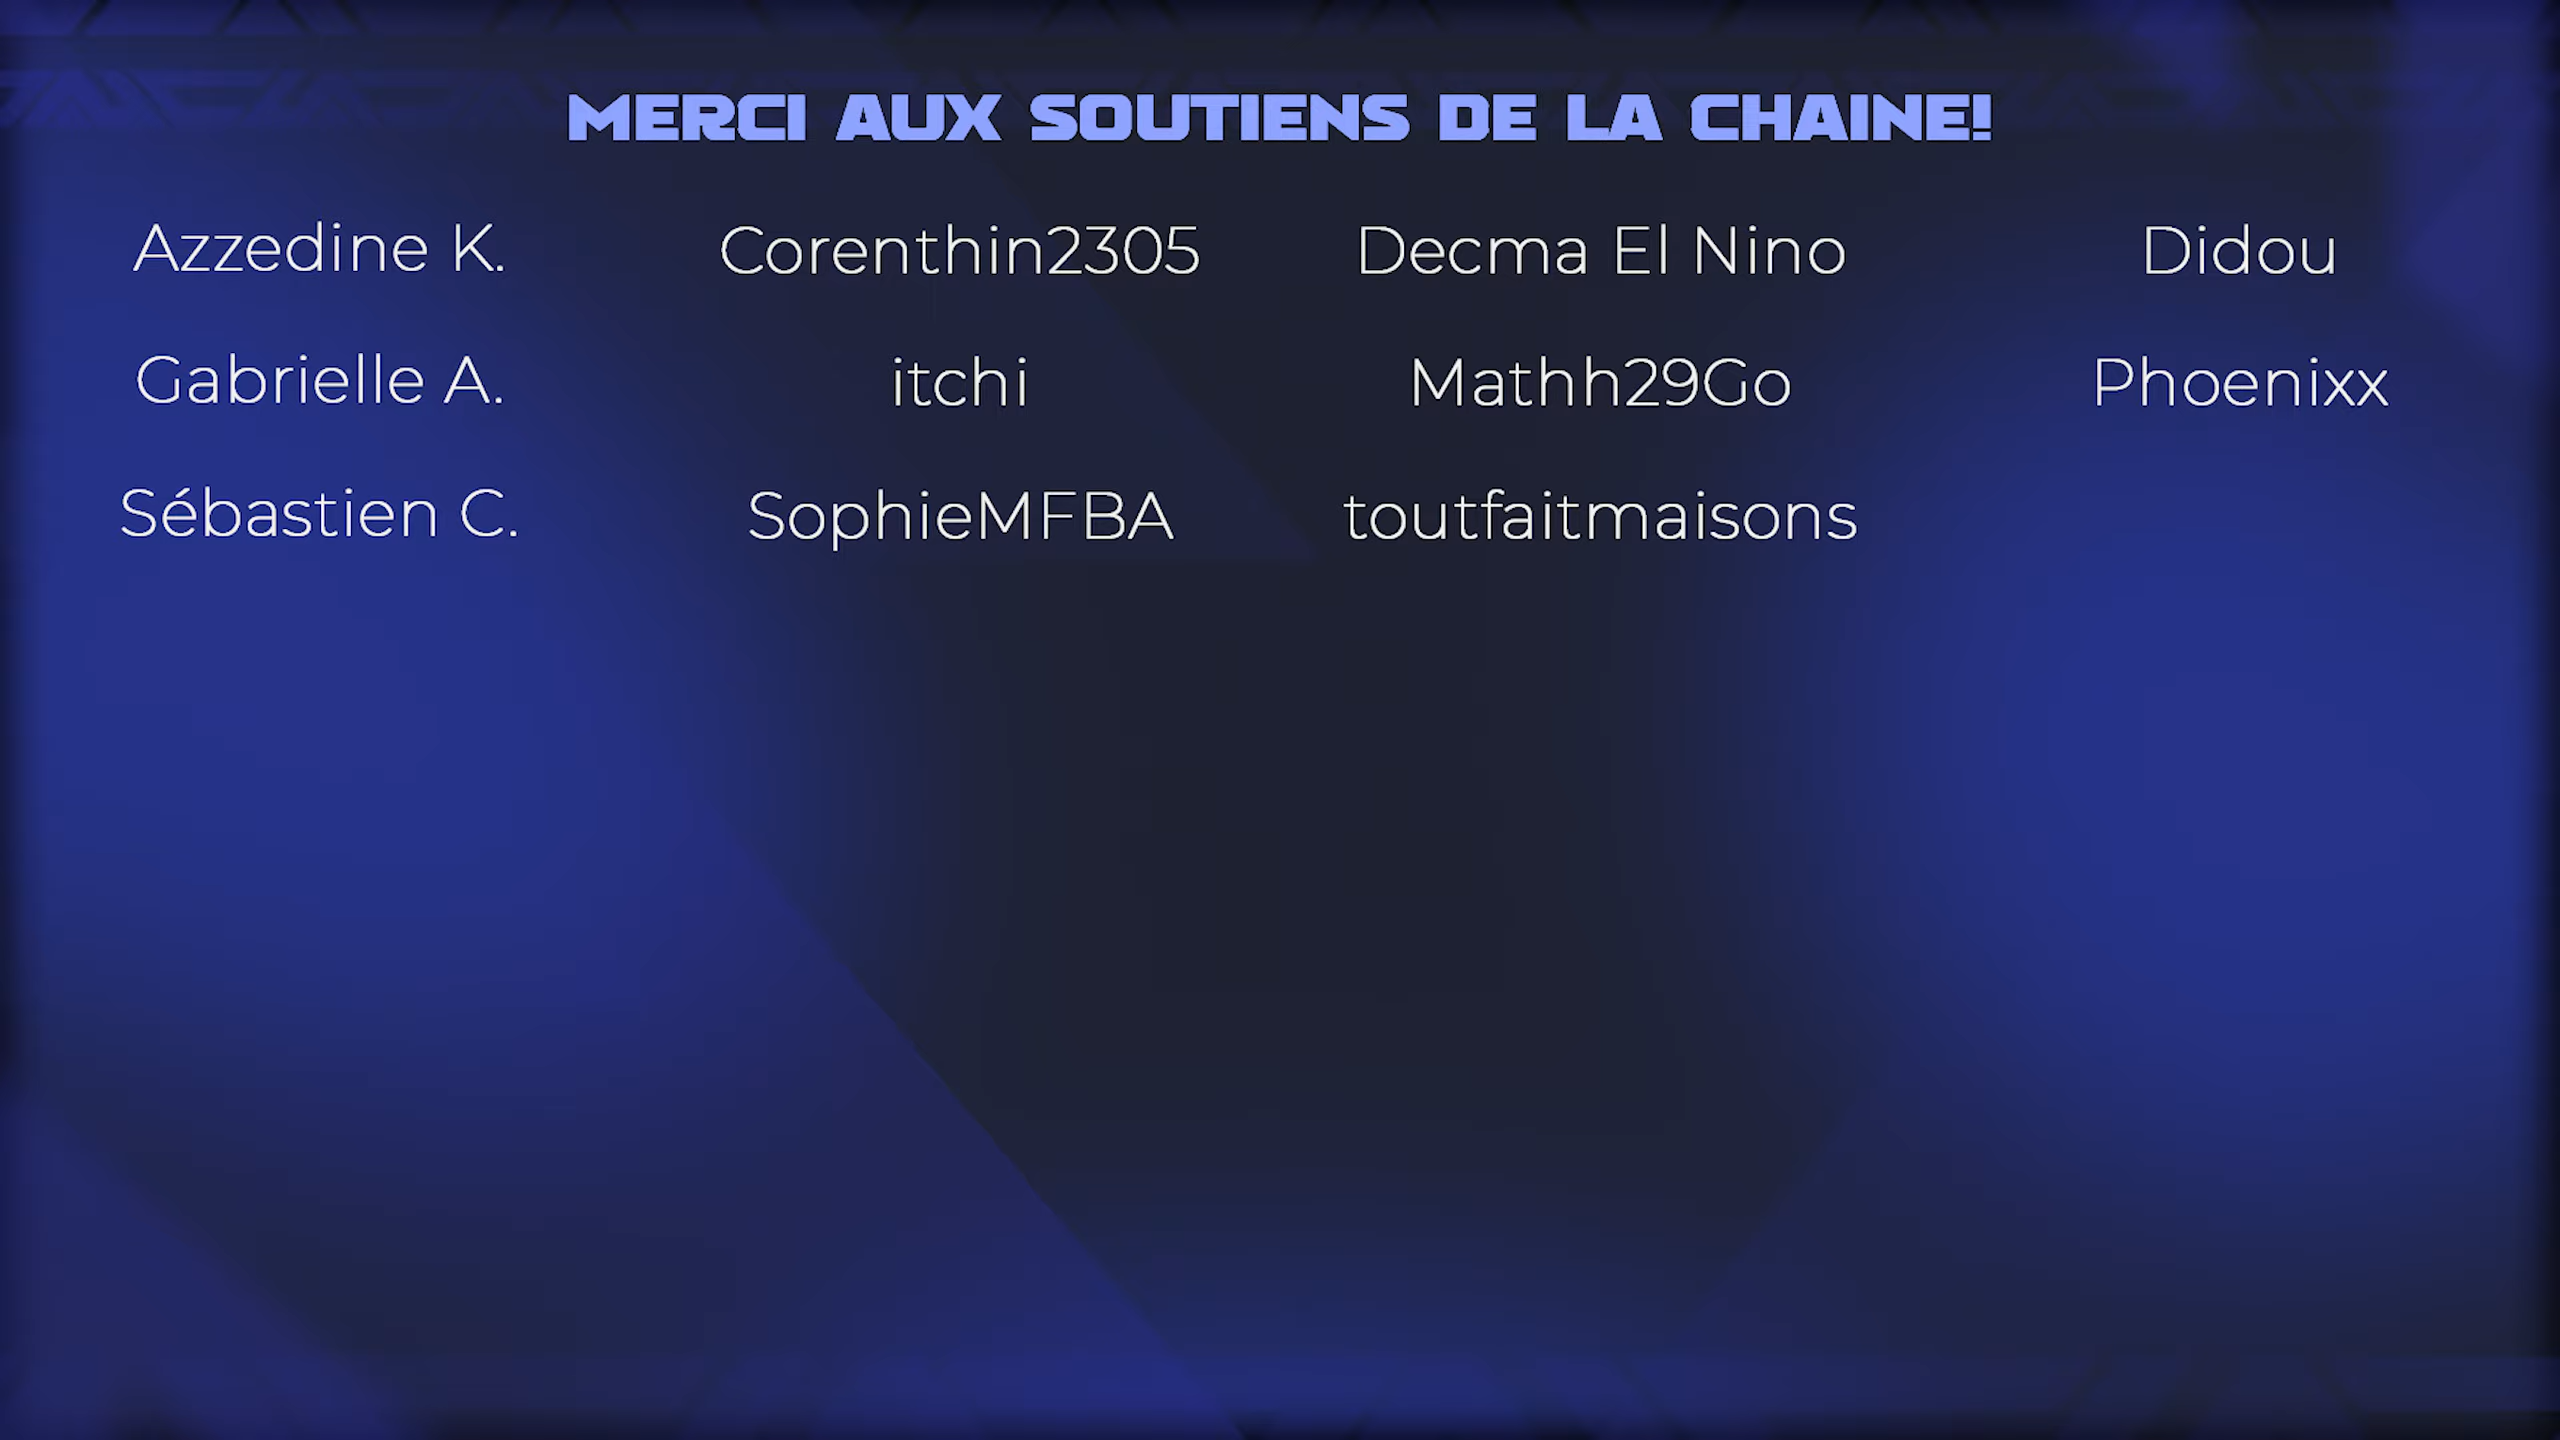 MERCI AUX SOUTIENS DE LA CHAINE!
Azzedine K. Corenthin2305 Decma El Nino Didou
Gabrielle A. itchi Mathh29Go Phoenixx
Sébastien C. SophieMFBA toutfaitmaisons